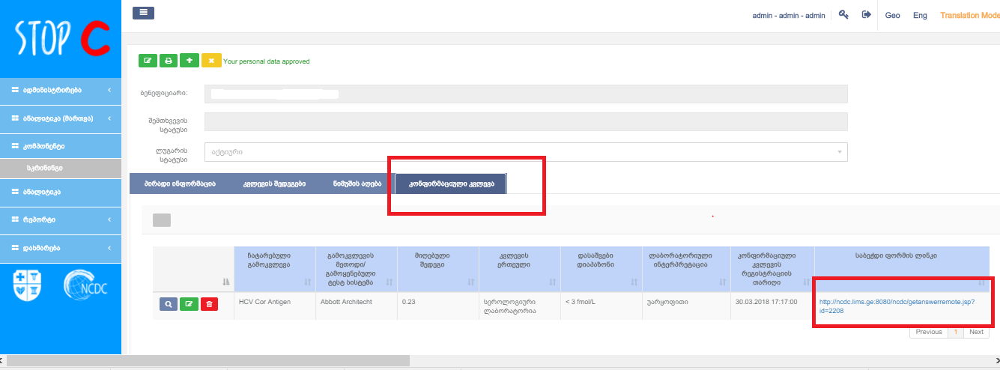 STOP C
admin - admin - admin
Geo
Eng
Translation Mode
Your personal data approved
ადმინისტრირება
ანალიტიკა (მართვა)
კომპონენტი
სკრინინგი
ანალიტიკა
რეპორტი
დახმარება
NCDC
ბენეფიციარი:
შემთხვევის
სტატუსი
ლუგარის
სტატუსი
აქტიური
პირადი ინფორმაცია
კვლევის შედეგები
ნიმუშის აღება
კონფირმაციული კვლევა
ჩატარებული
გამოკვლევა
გამოკვლევის
მეთოდი/
გამოყენებული
ტესტ სისტემა
მიღებული
შედეგი
კვლევის
ერთეული
დასაშვები
დიაპაზონი
ლაბორატორიული
ინტერპრეტაცია
კონფირმაციული
კვლევის
რეგისტრაციის
თარიღი
საბეჭდი ფორმის ლინკი
HCV Cor Antigen
Abbott Architecht
0.23
სეროლოგიური
ლაბორატორია
< 3 fmol/L
უარყოფითი
30.03.2018 17:17:00
http://ncdc.lims.ge:8080/ncdc/getanswerremote.jsp?
id=2208
Previous
1
Next